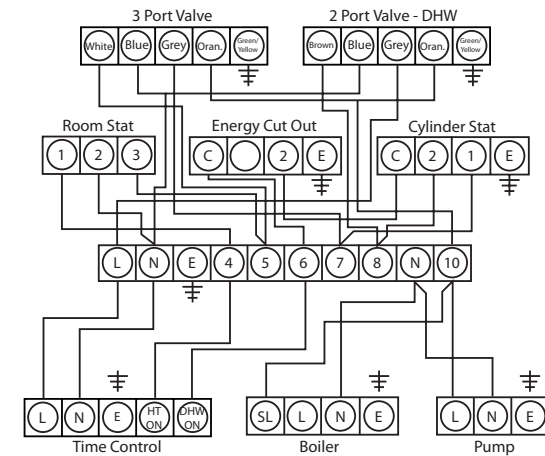 3 Port Valve
2 Port Valve - DHW
White Blue Grey Oran. Green/
Yellow
Brown Blue Grey Oran. Green/
Yellow
Room Stat
Energy Cut Out
Cylinder Stat
1 2 3
C 2 E
C 2 1 E
L N E 4 5 6 7 8 N 10
L N E HT
ON DHW
ON
SL L N E
L N E
Time Control
Boiler
Pump